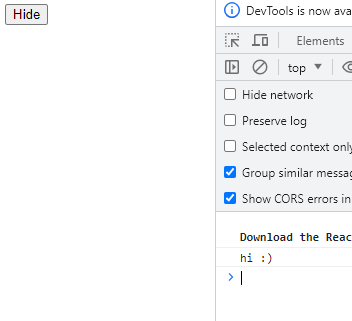 Hide
DevTools is now ava
Elements
top
Hide network
Preserve log
Selected context only
Group similar messag
Show CORS errors in
Download the Reac
hi :)